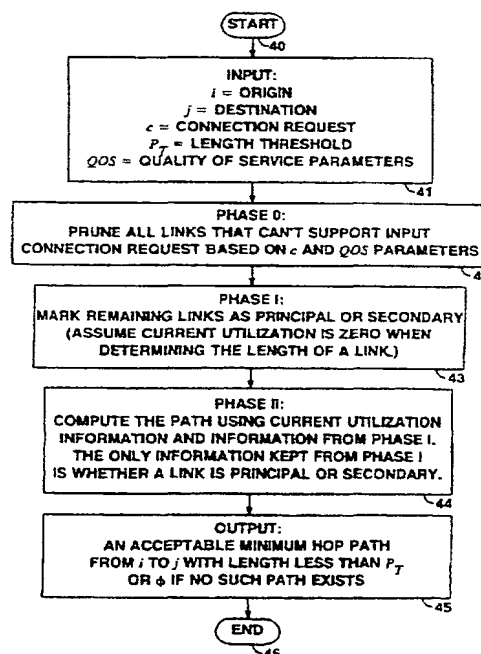 START
40
INPUT:
i = ORIGIN
j = DESTINATION
c = CONNECTION REQUEST
P_T = LENGTH THRESHOLD
QOS = QUALITY OF SERVICE PARAMETERS
41
PHASE 0:
PRUNE ALL LINKS THAT CAN'T SUPPORT INPUT
CONNECTION REQUEST BASED ON c AND QOS PARAMETERS
PHASE I:
MARK REMAINING LINKS AS PRINCIPAL OR SECONDARY
(ASSUME CURRENT UTILIZATION IS ZERO WHEN
DETERMINING THE LENGTH OF A LINK.)
43
PHASE II:
COMPUTE THE PATH USING CURRENT UTILIZATION
INFORMATION AND INFORMATION FROM PHASE I.
THE ONLY INFORMATION KEPT FROM PHASE I
IS WHETHER A LINK IS PRINCIPAL OR SECONDARY.
44
OUTPUT:
AN ACCEPTABLE MINIMUM HOP PATH
FROM i TO j WITH LENGTH LESS THAN P_T
OR ϕ IF NO SUCH PATH EXISTS
45
END
46